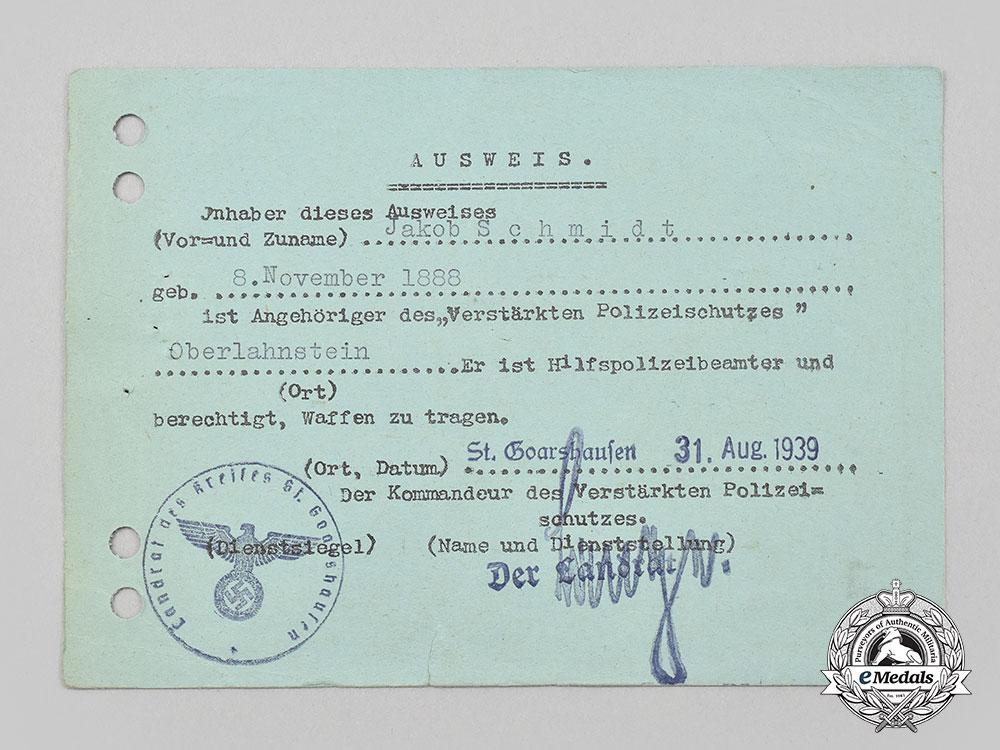 AUSWEIS.
Jnhaber dieses Ausweises
(Vor=und Zuname) Jakob Schmidt
geb. 8.November 1888
ist Angehöriger des„Verstärkten Polizeischutzes"
Oberlahnstein
Er ist Hilfspolizeibeamter und
(Ort)
berechtigt, Waffen zu tragen.
(Ort, Datum) St. Goarshausen 31. Aug. 1939
Der Kommandeur des Verstärkten Polizei=
schutzes.
(Dienstsiegel) (Name und Dienststellung)
Der Landrat
Landrat des Kreises St. Goarshausen
Purveyors of Authentic Militaria
eMedals